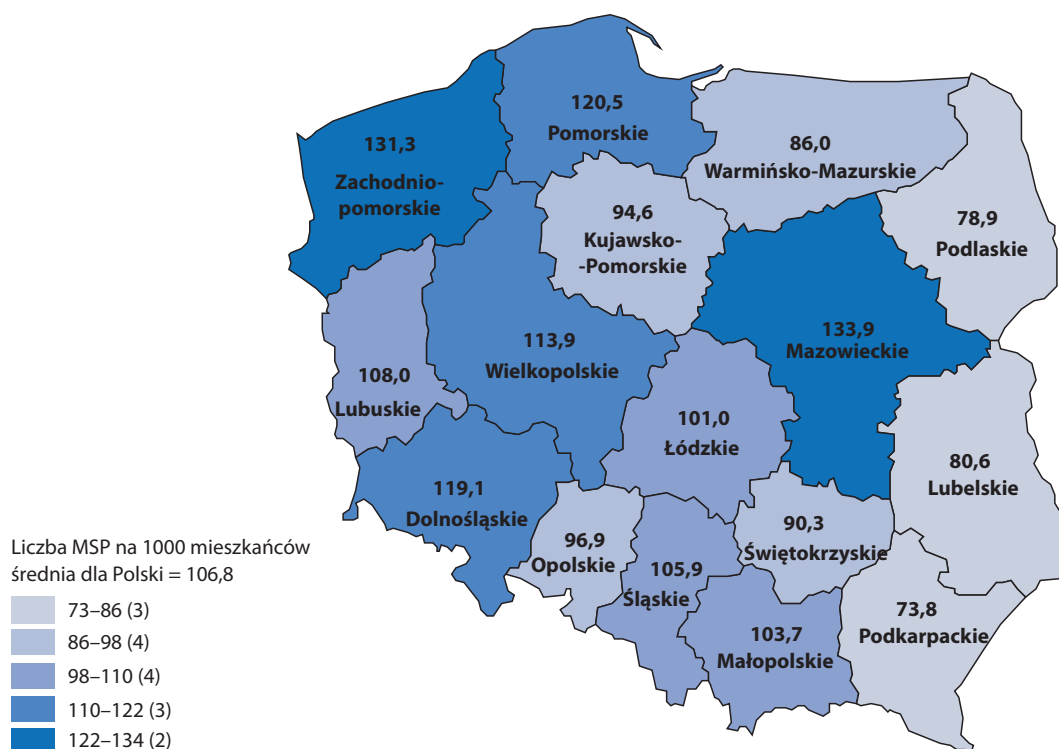 120,5
Pomorskie
131,3
Zachodnio-
pomorskie
86,0
Warmińsko-Mazurskie
94,6
Kujawsko-
-Pomorskie
78,9
Podlaskie
133,9
Mazowieckie
113,9
Wielkopolskie
108,0
Lubuskie
101,0
Łódzkie
80,6
Lubelskie
119,1
Dolnośląskie
96,9
Opolskie
105,9
Śląskie
90,3
Świętokrzyskie
103,7
Małopolskie
73,8
Podkarpackie
Liczba MSP na 1000 mieszkańców
średnia dla Polski = 106,8
73–86 (3)
86–98 (4)
98–110 (4)
110–122 (3)
122–134 (2)